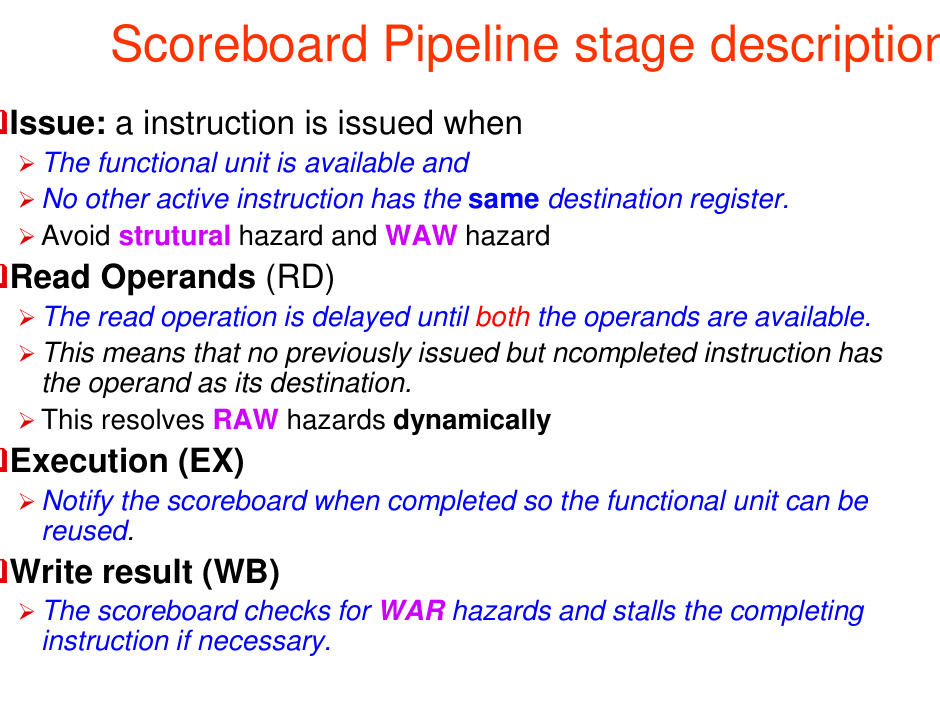 Scoreboard Pipeline stage description
Issue: a instruction is issued when
The functional unit is available and
No other active instruction has the same destination register.
Avoid strutural hazard and WAW hazard
Read Operands (RD)
The read operation is delayed until both the operands are available.
This means that no previously issued but ncompleted instruction has
the operand as its destination.
This resolves RAW hazards dynamically
Execution (EX)
Notify the scoreboard when completed so the functional unit can be
reused.
Write result (WB)
The scoreboard checks for WAR hazards and stalls the completing
instruction if necessary.